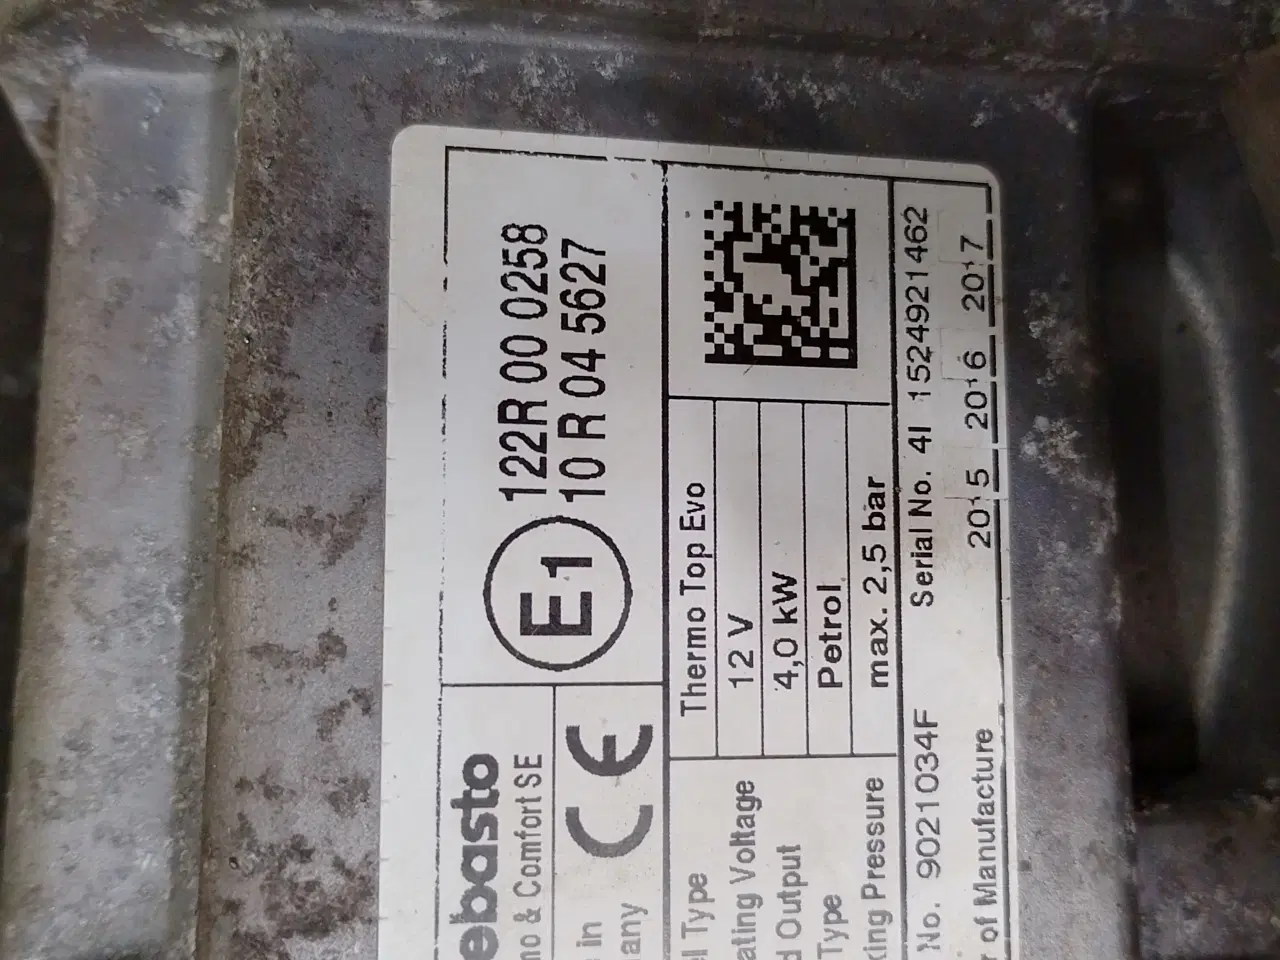 ebasto
no & Comfort SE
in
any
CE
E1
122R 00 0258
10 R 04 5627
l Type Thermo Top Evo
ating Voltage 12 V
d Output 4,0 kW
Type Petrol
king Pressure max. 2,5 bar
No. 9021034F Serial No. 4I 1524921462
r of Manufacture 2015 2016 2017